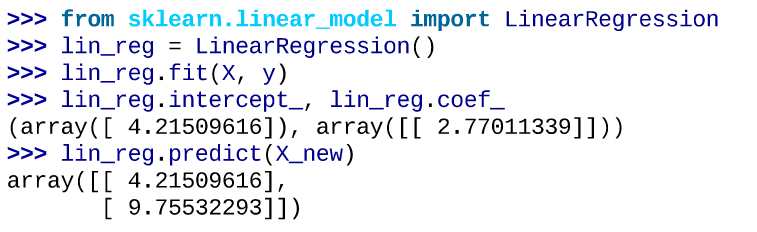 >>> from sklearn.linear_model import LinearRegression
>>> lin_reg = LinearRegression()
>>> lin_reg.fit(X, y)
>>> lin_reg.intercept_, lin_reg.coef_
(array([ 4.21509616]), array([[ 2.77011339]]))
>>> lin_reg.predict(X_new)
array([[ 4.21509616],
       [ 9.75532293]])